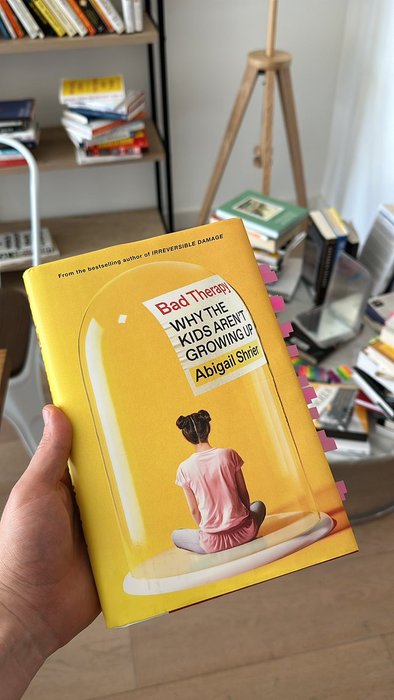 From the bestselling author of IRREVERSIBLE DAMAGE
Bad Therapy
WHY THE
KIDS AREN'T
GROWING UP
Abigail Shrier